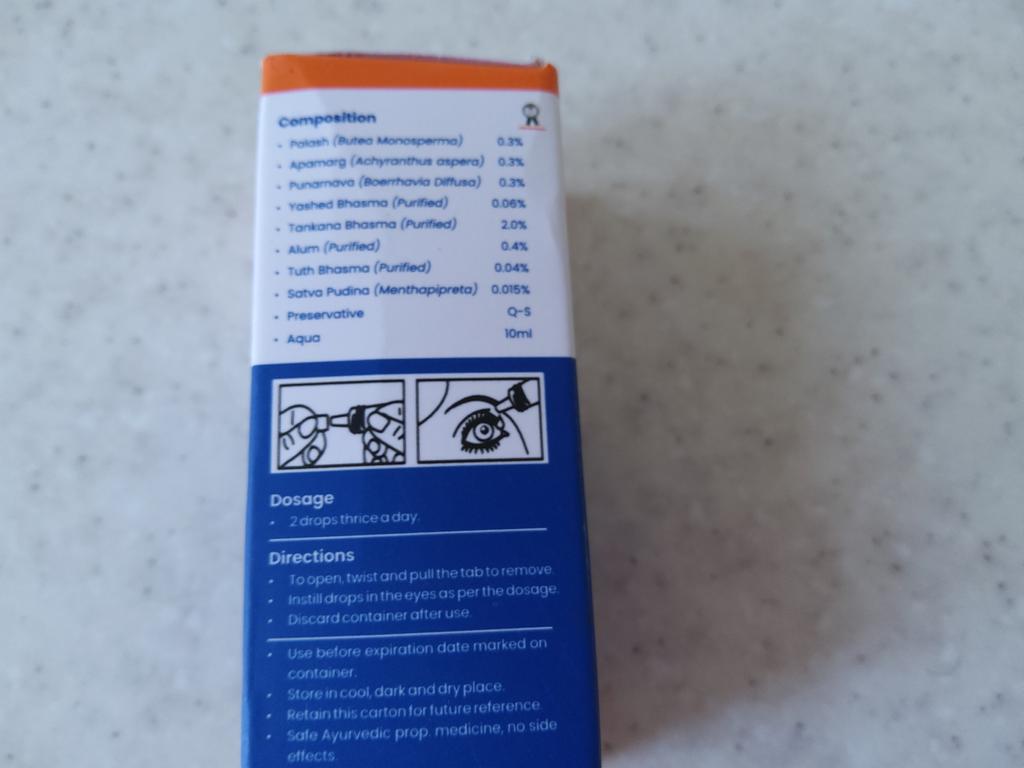 Composition
• Palash (Butea Monosperma) 0.3%
• Apamarg (Achyranthus aspera) 0.3%
• Punarnava (Boerrhavia Diffusa) 0.3%
• Yashed Bhasma (Purified) 0.06%
• Tankana Bhasma (Purified) 2.0%
• Alum (Purified) 0.4%
• Tuth Bhasma (Purified) 0.04%
• Satva Pudina (Menthapipreta) 0.015%
• Preservative Q-S
• Aqua 10ml
Dosage
• 2 drops thrice a day.
Directions
• To open, twist and pull the tab to remove.
• Instill drops in the eyes as per the dosage.
• Discard container after use.
• Use before expiration date marked on
container.
• Store in cool, dark and dry place.
• Retain this carton for future reference.
• Safe Ayurvedic prop. medicine, no side
effects.